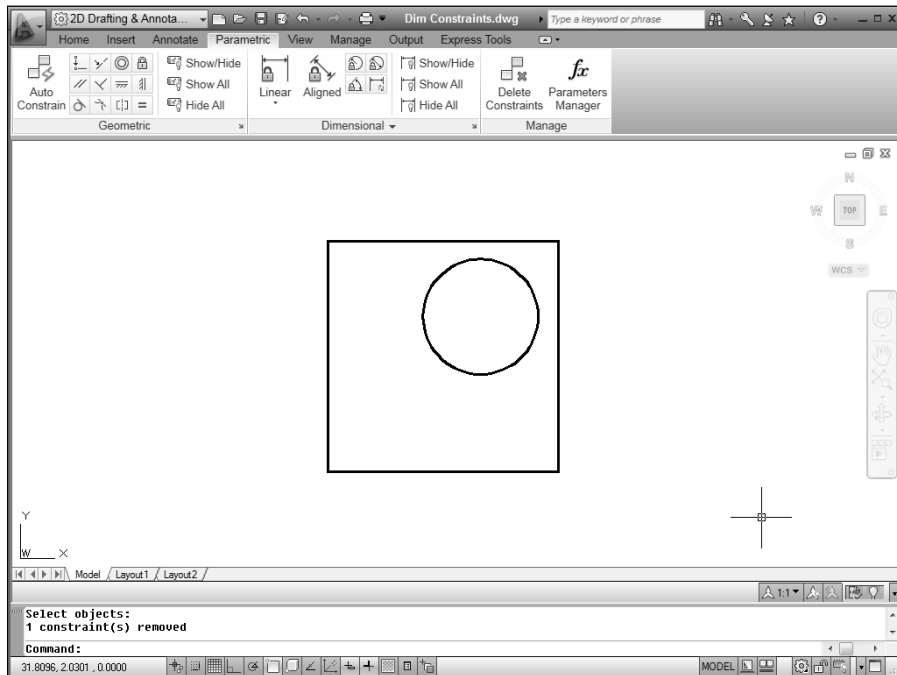 2D Drafting & Annota... Dim Constraints.dwg Type a keyword or phrase
Home Insert Annotate Parametric View Manage Output Express Tools
Auto Constrain
Show/Hide
Show All
Hide All
Geometric
Linear
Aligned
Show/Hide
Show All
Hide All
Dimensional
Delete Constraints
Parameters Manager
fx
Manage
N
W TOP E
S
WCS
Y
W X
Model Layout1 Layout2
1:1
Select objects:
1 constraint(s) removed
Command:
31.8096, 2.0301 , 0.0000 MODEL